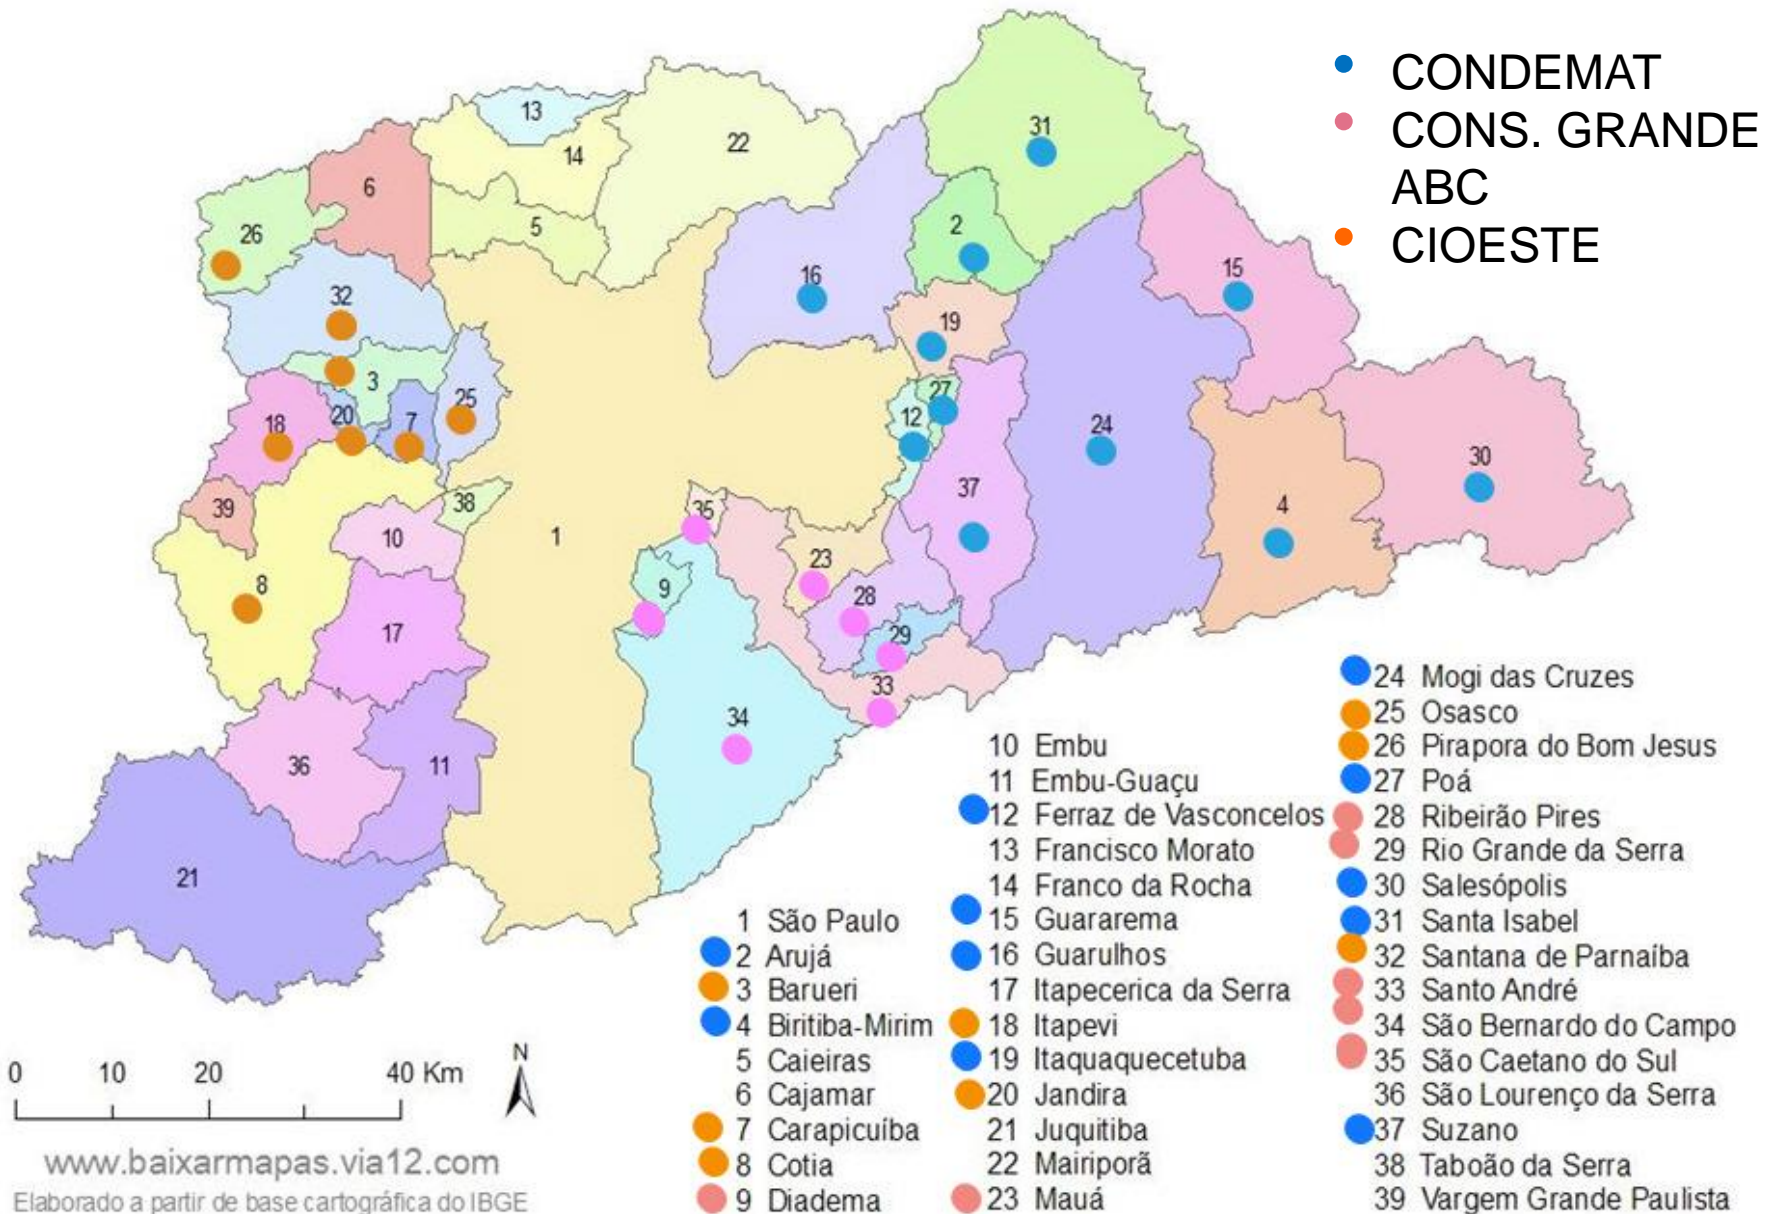 CONDEMAT
CONS. GRANDE
ABC
CIOESTE
13
14
22
31
6
5
26
2
16
15
32
19
3
25
27
20
7
12
18
24
30
39
38
35
37
4
10
1
23
9
28
8
17
29
33
34
36
11
21
1 São Paulo
2 Arujá
3 Barueri
4 Biritiba-Mirim
5 Caieiras
6 Cajamar
7 Carapicuíba
8 Cotia
9 Diadema
10 Embu
11 Embu-Guaçu
12 Ferraz de Vasconcelos
13 Francisco Morato
14 Franco da Rocha
15 Guararema
16 Guarulhos
17 Itapecerica da Serra
18 Itapevi
19 Itaquaquecetuba
20 Jandira
21 Juquitiba
22 Mairiporã
23 Mauá
24 Mogi das Cruzes
25 Osasco
26 Pirapora do Bom Jesus
27 Poá
28 Ribeirão Pires
29 Rio Grande da Serra
30 Salesópolis
31 Santa Isabel
32 Santana de Parnaíba
33 Santo André
34 São Bernardo do Campo
35 São Caetano do Sul
36 São Lourenço da Serra
37 Suzano
38 Taboão da Serra
39 Vargem Grande Paulista
N
0 10 20 40 Km
www.baixarmapas.via12.com
Elaborado a partir de base cartográfica do IBGE